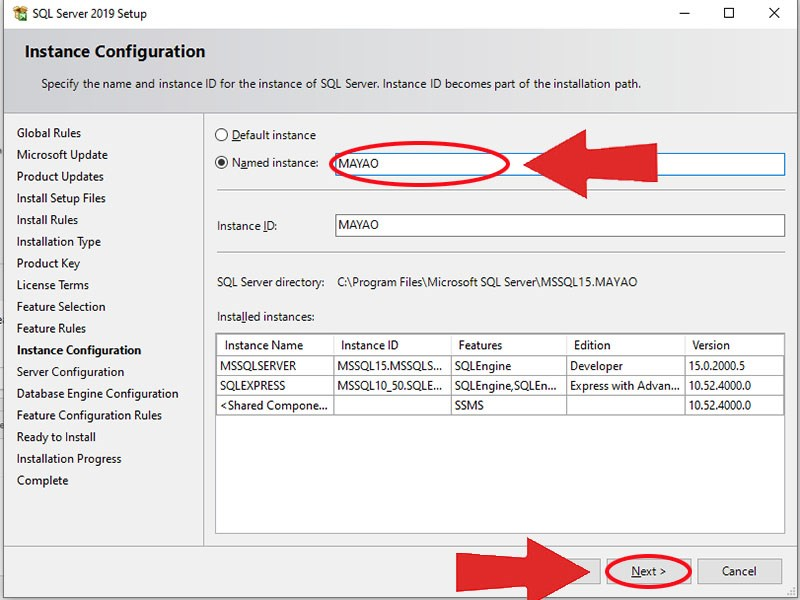 SQL Server 2019 Setup
Instance Configuration
Specify the name and instance ID for the instance of SQL Server. Instance ID becomes part of the installation path.
Global Rules
Microsoft Update
Product Updates
Install Setup Files
Install Rules
Installation Type
Product Key
License Terms
Feature Selection
Feature Rules
Instance Configuration
Server Configuration
Database Engine Configuration
Feature Configuration Rules
Ready to Install
Installation Progress
Complete
Default instance
Named instance: MAYAO
Instance ID: MAYAO
SQL Server directory: C:\Program Files\Microsoft SQL Server\MSSQL15.MAYAO
Installed instances:
Instance Name Instance ID Features Edition Version
MSSQLSERVER MSSQL15.MSSQLS... SQLEngine Developer 15.0.2000.5
SQLEXPRESS MSSQL10_50.SQLE... SQLEngine,SQLEn... Express with Advan... 10.52.4000.0
<Shared Compone... SSMS 10.52.4000.0
Next > Cancel